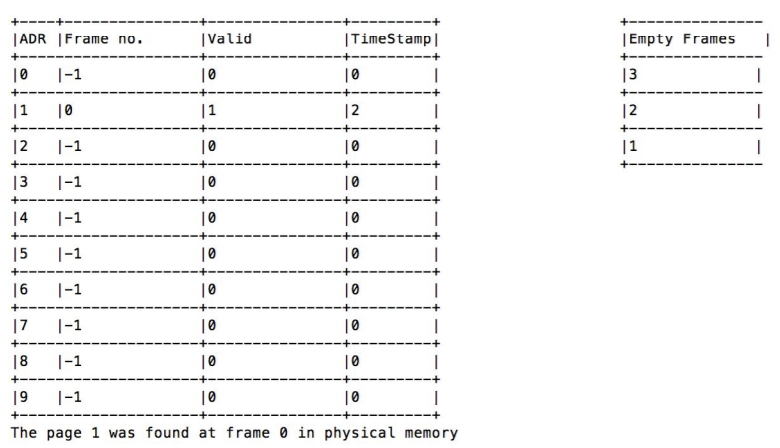 +----+---------------+---------------+---------+ +---------------
|ADR |Frame no. |Valid |TimeStamp| |Empty Frames |
+--------------------+---------------+---------+ +---------------
|0 |-1 |0 |0 | |3 |
+--------------------+---------------+---------+ +---------------
|1 |0 |1 |2 | |2 |
+--------------------+---------------+---------+ +---------------
|2 |-1 |0 |0 | |1 |
+--------------------+---------------+---------+ +---------------
|3 |-1 |0 |0 |
+--------------------+---------------+---------+
|4 |-1 |0 |0 |
+--------------------+---------------+---------+
|5 |-1 |0 |0 |
+--------------------+---------------+---------+
|6 |-1 |0 |0 |
+--------------------+---------------+---------+
|7 |-1 |0 |0 |
+--------------------+---------------+---------+
|8 |-1 |0 |0 |
+--------------------+---------------+---------+
|9 |-1 |0 |0 |
+--------------------+---------------+---------+
The page 1 was found at frame 0 in physical memory